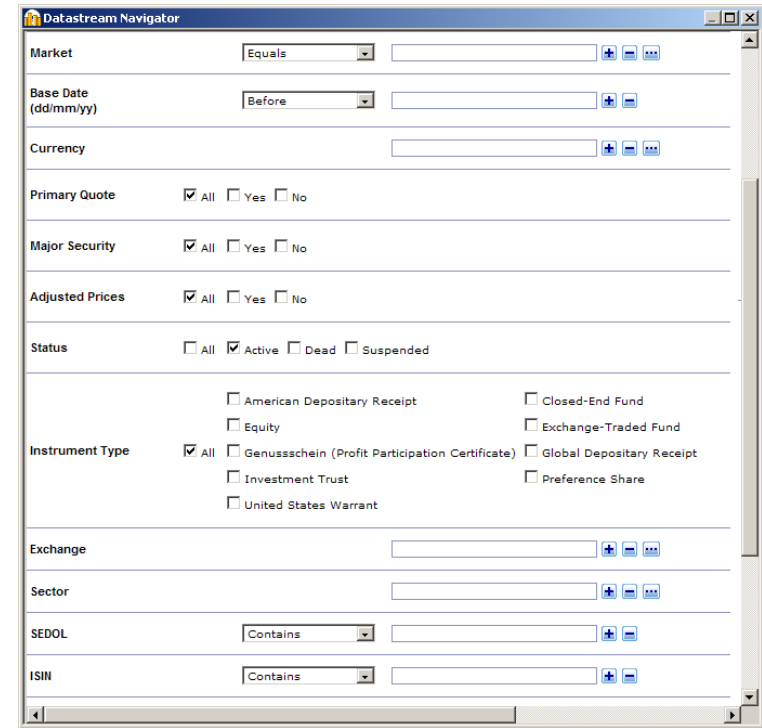 Datastream Navigator
Market Equals
Base Date
(dd/mm/yy) Before
Currency
Primary Quote All Yes No
Major Security All Yes No
Adjusted Prices All Yes No
Status All Active Dead Suspended
American Depositary Receipt Closed-End Fund
Equity Exchange-Traded Fund
Instrument Type All Genussschein (Profit Participation Certificate) Global Depositary Receipt
Investment Trust Preference Share
United States Warrant
Exchange
Sector
SEDOL Contains
ISIN Contains